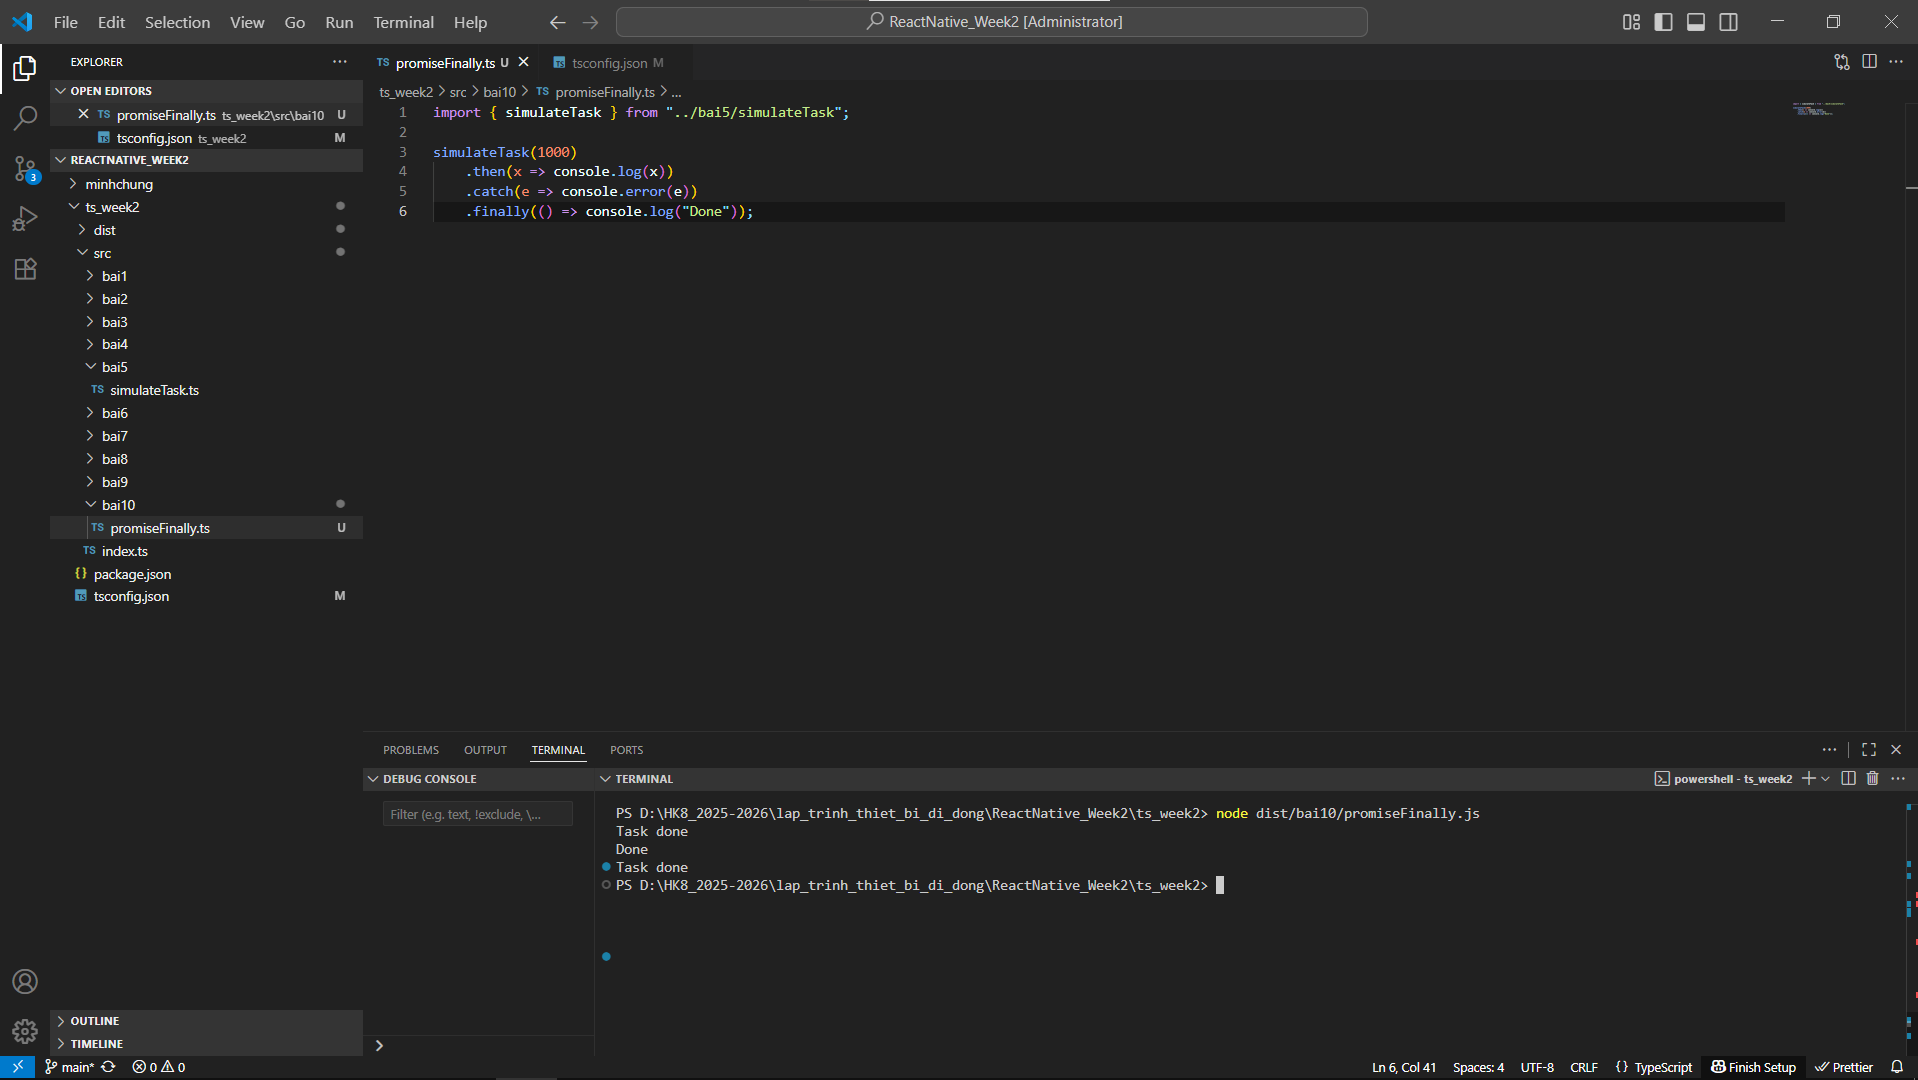 File Edit Selection View Go Run Terminal Help
ReactNative_Week2 [Administrator]
EXPLORER
OPEN EDITORS
TS promiseFinally.ts ts_week2\src\bai10 U
TS tsconfig.json ts_week2 M
REACTNATIVE_WEEK2
minhchung
ts_week2
dist
src
bai1
bai2
bai3
bai4
bai5
TS simulateTask.ts
bai6
bai7
bai8
bai9
bai10
TS promiseFinally.ts U
TS index.ts
{} package.json
TS tsconfig.json M
OUTLINE
TIMELINE
3
TS promiseFinally.ts U
TS tsconfig.json M
ts_week2 > src > bai10 > TS promiseFinally.ts > ...
1 import { simulateTask } from "../bai5/simulateTask";
2
3 simulateTask(1000)
4 .then(x => console.log(x))
5 .catch(e => console.error(e))
6 .finally(() => console.log("Done"));
PROBLEMS OUTPUT TERMINAL PORTS
DEBUG CONSOLE
Filter (e.g. text, !exclude, \...
TERMINAL
powershell - ts_week2
PS D:\HK8_2025-2026\lap_trinh_thiet_bi_di_dong\ReactNative_Week2\ts_week2> node dist/bai10/promiseFinally.js
Task done
Done
Task done
PS D:\HK8_2025-2026\lap_trinh_thiet_bi_di_dong\ReactNative_Week2\ts_week2>
main* 0 0
Ln 6, Col 41 Spaces: 4 UTF-8 CRLF {} TypeScript Finish Setup Prettier